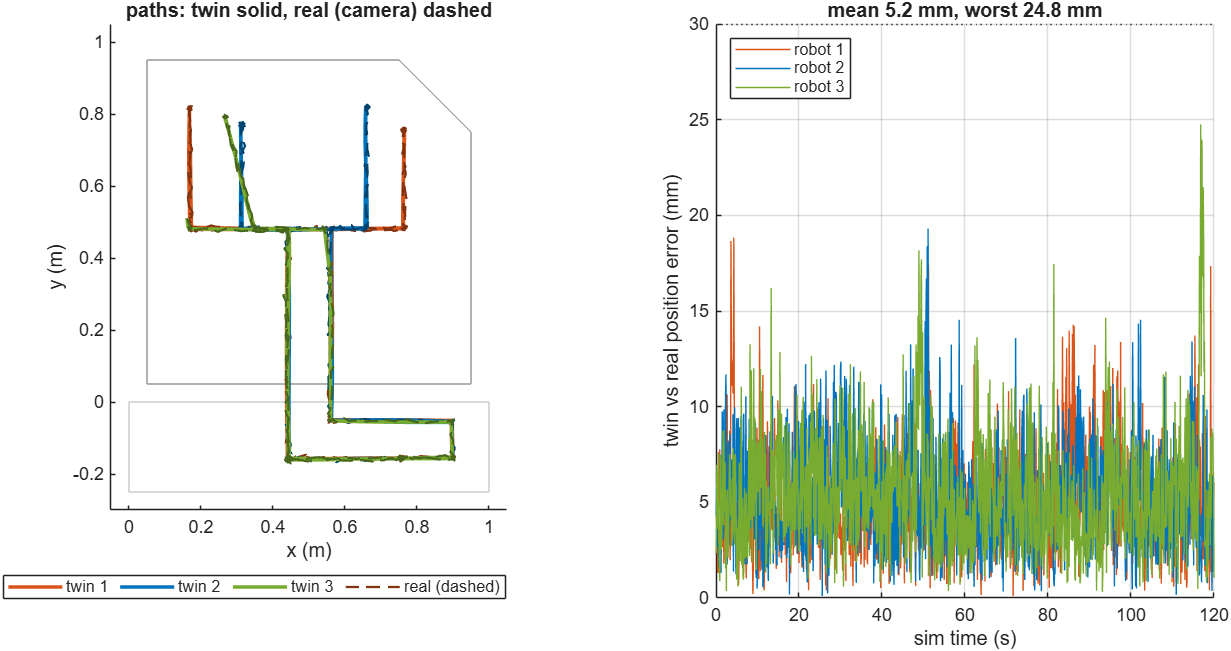 paths: twin solid, real (camera) dashed
1
0.8
0.6
0.4
0.2
0
-0.2
y (m)
0
0.2
0.4
0.6
0.8
1
x (m)
twin 1
twin 2
twin 3
real (dashed)
mean 5.2 mm, worst 24.8 mm
30
25
20
15
10
5
0
twin vs real position error (mm)
robot 1
robot 2
robot 3
0
20
40
60
80
100
120
sim time (s)